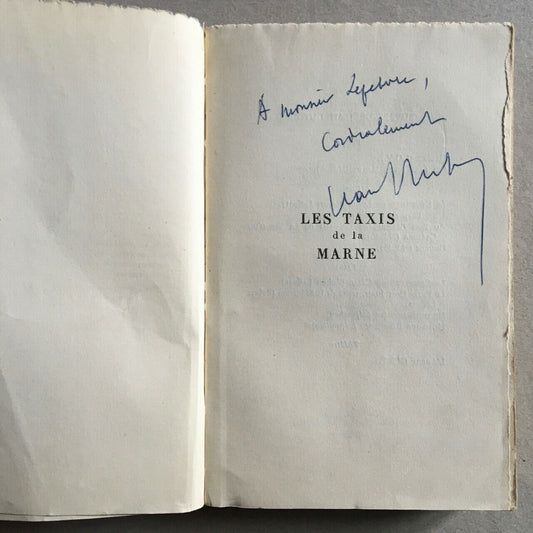 À monsieur Lefebvre,
Cordialement
LES TAXIS
de la
MARNE